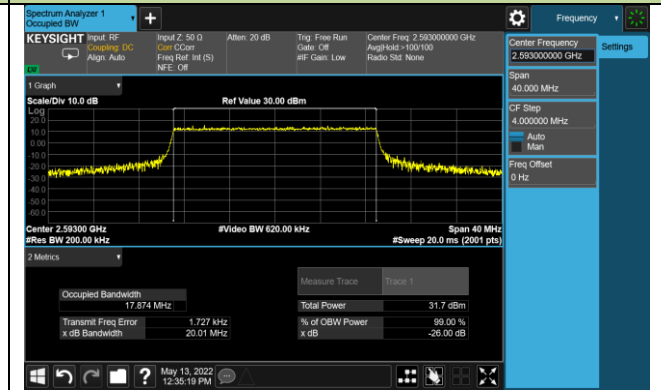 Spectrum Analyzer 1
Occupied BW
+
Frequency
KEYSIGHT
Input: RF
Coupling: DC
Align: Auto
Input Z: 50 Ω
Corr CCorr
Freq Ref: Int (S)
NFE: Off
Atten: 20 dB
Trig: Free Run
Gate: Off
#IF Gain: Low
Center Freq: 2.593000000 GHz
Avg|Hold:>100/100
Radio Std: None
LXI
Center Frequency
2.593000000 GHz
Settings
Span
40.000 MHz
CF Step
4.000000 MHz
Auto
Man
Freq Offset
0 Hz
1 Graph
Scale/Div 10.0 dB
Ref Value 30.00 dBm
Log
20.0
10.0
0.00
-10.0
-20.0
-30.0
-40.0
-50.0
-60.0
Center 2.59300 GHz
#Video BW 620.00 kHz
Span 40 MHz
#Res BW 200.00 kHz
#Sweep 20.0 ms (2001 pts)
2 Metrics
Measure Trace
Trace 1
Occupied Bandwidth
17.874 MHz
Total Power
31.7 dBm
Transmit Freq Error
1.727 kHz
% of OBW Power
99.00 %
x dB Bandwidth
20.01 MHz
x dB
-26.00 dB
?
May 13, 2022
12:35:19 PM